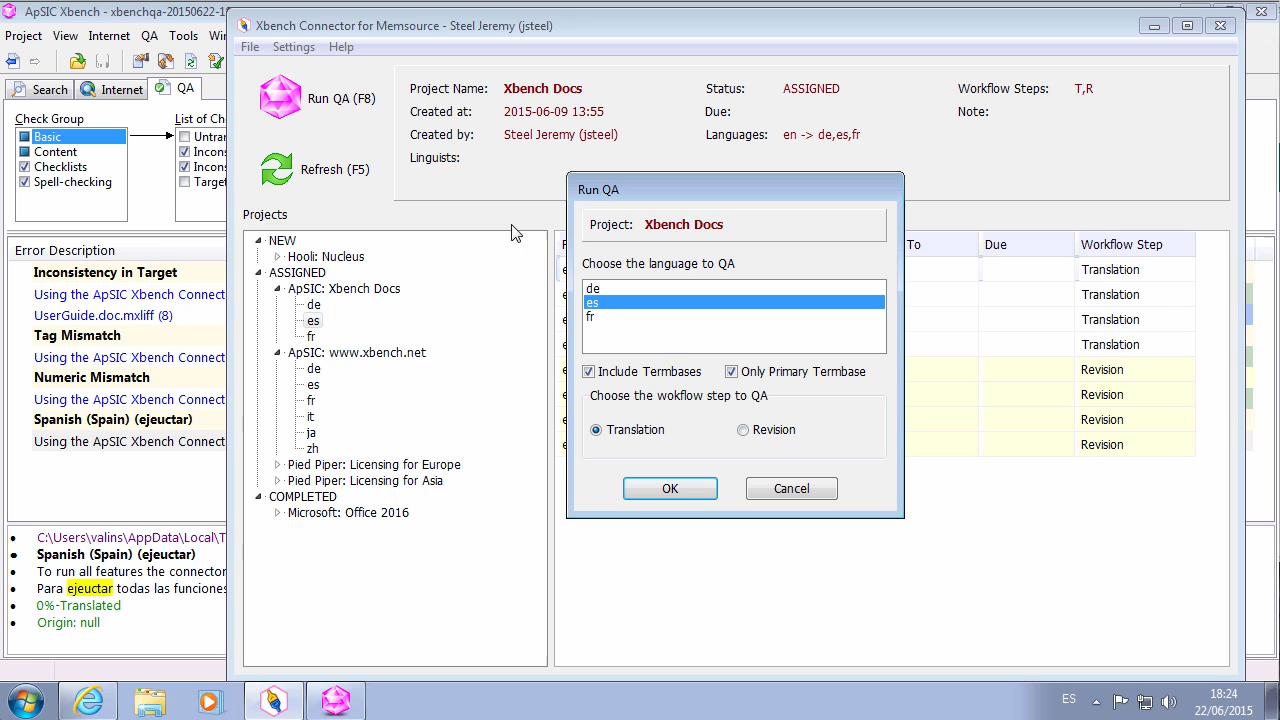 ApSIC Xbench - xbenchqa-20150622-1
Project View Internet QA Tools
Search Internet QA
Check Group
List of Ch
Basic
Content
Checklists
Spell-checking
Untran
Incons
Incons
Target
Error Description
Inconsistency in Target
Using the ApSIC Xbench Connect
UserGuide.doc.mxliff (8)
Tag Mismatch
Using the ApSIC Xbench Connect
Numeric Mismatch
Using the ApSIC Xbench Connect
Spanish (Spain) (ejeuctar)
Using the ApSIC Xbench Connect
C:\Users\valins\AppData\Local\T
Spanish (Spain) (ejeuctar)
To run all features the connector
Para ejeuctar todas las funciones
0%-Translated
Origin: null
Xbench Connector for Memsource - Steel Jeremy (jsteel)
File Settings Help
Run QA (F8)
Refresh (F5)
Project Name: Xbench Docs
Created at: 2015-06-09 13:55
Created by: Steel Jeremy (jsteel)
Linguists:
Status: ASSIGNED
Due:
Languages: en -> de,es,fr
Workflow Steps: T,R
Note:
Projects
NEW
Hooli: Nucleus
ASSIGNED
ApSIC: Xbench Docs
de
es
fr
ApSIC: www.xbench.net
de
es
fr
it
ja
zh
Pied Piper: Licensing for Europe
Pied Piper: Licensing for Asia
COMPLETED
Microsoft: Office 2016
To Due Workflow Step
Translation
Translation
Translation
Translation
Revision
Revision
Revision
Revision
Run QA
Project: Xbench Docs
Choose the language to QA
de
es
fr
Include Termbases Only Primary Termbase
Choose the wokflow step to QA
Translation Revision
OK Cancel
ES
18:24
22/06/2015